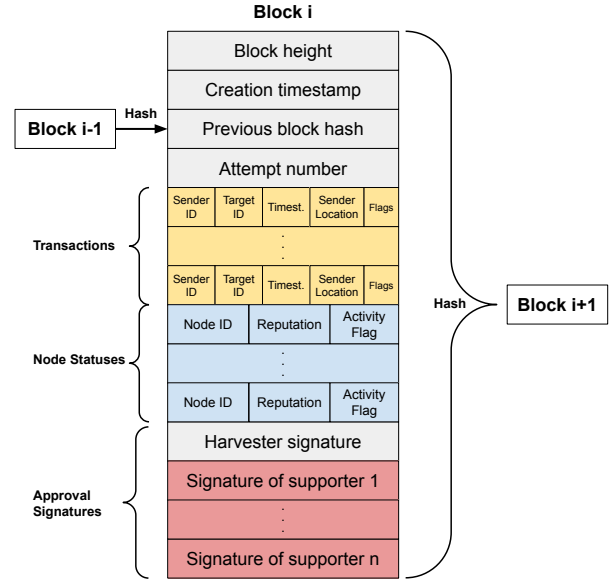 Block i
Block height
Creation timestamp
Hash
Block i-1
Previous block hash
Attempt number
Transactions
Sender ID Target ID Timest. Sender Location Flags
.
.
.
Sender ID Target ID Timest. Sender Location Flags
Hash
Block i+1
Node Statuses
Node ID Reputation Activity Flag
.
.
.
Node ID Reputation Activity Flag
Harvester signature
Approval
Signatures
Signature of supporter 1
.
.
.
Signature of supporter n